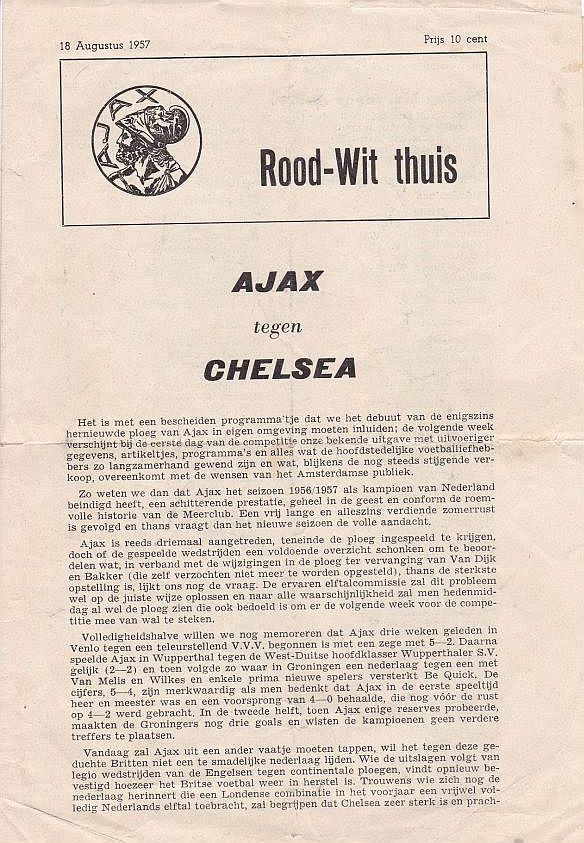 18 Augustus 1957
Prijs 10 cent
AJAX
Rood-Wit thuis
AJAX
tegen
CHELSEA
Het is met een bescheiden programma'tje dat we het debuut van de enigszins
hernieuwde ploeg van Ajax in eigen omgeving moeten inluiden; de volgende week
verschijnt bij de eerste dag van de competitie onze bekende uitgave met uitvoeriger
gegevens, artikeltjes, programma's en alles wat de hoofdstedelijke voetballiefheb-
bers zo langzamerhand gewend zijn en wat, blijkens de nog steeds stijgende ver-
koop, overeenkomt met de wensen van het Amsterdamse publiek.
Zo weten we dan dat Ajax het seizoen 1956/1957 als kampioen van Nederland
beindigd heeft, een schitterende prestatie, geheel in de geest en conform de roem-
volle historie van de Meerclub. Een vrij lange en alleszins verdiende zomerrust
is gevolgd en thans vraagt dan het nieuwe seizoen de volle aandacht.
Ajax is reeds driemaal aangetreden, teneinde de ploeg ingespeeld te krijgen,
doch of de gespeelde wedstrijden een voldoende overzicht schonken om te beoor-
delen wat, in verband met de wijzigingen in de ploeg ter vervanging van Van Dijk
en Bakker (die zelf verzochten niet meer te worden opgesteld), thans de sterkste
opstelling is, lijkt ons nog de vraag. De ervaren elftalcommissie zal dit probleem
wel op de juiste wijze oplossen en naar alle waarschijnlijkheid zal men hedenmid-
dag al wel de ploeg zien die ook bedoeld is om er de volgende week voor de compe-
titie mee van wal te steken.
Volledigheidshalve willen we nog memoreren dat Ajax drie weken geleden in
Venlo tegen een teleurstellend V.V.V. begonnen is met een zege met 5—2. Daarna
speelde Ajax in Wupperthal tegen de West-Duitse hoofdklasser Wupperthaler S.V.
gelijk (2—2) en toen volgde zo waar in Groningen een nederlaag tegen een met
Van Melis en Wilkes en enkele prima nieuwe spelers versterkt Be Quick. De
cijfers, 5—4, zijn merkwaardig als men bedenkt dat Ajax in de eerste speeltijd
heer en meester was en een voorsprong van 4—0 behaalde, die nog vóór de rust
op 4—2 werd gebracht. In de tweede helft, toen Ajax enige reserves probeerde,
maakten de Groningers nog drie goals en wisten de kampioenen geen verdere
treffers te plaatsen.
Vandaag zal Ajax uit een ander vaatje moeten tappen, wil het tegen deze ge-
duchte Britten niet een te smadelijke nederlaag lijden. Wie de uitslagen volgt van
legio wedstrijden van de Engelsen tegen continentale ploegen, vindt opnieuw be-
vestigd hoezeer het Britse voetbal weer in herstel is. Trouwens wie zich nog de
nederlaag herinnert die een Londense combinatie in het voorjaar een vrijwel vol-
ledig Nederlands elftal toebracht, zal begrijpen dat Chelsea zeer sterk is en prach-